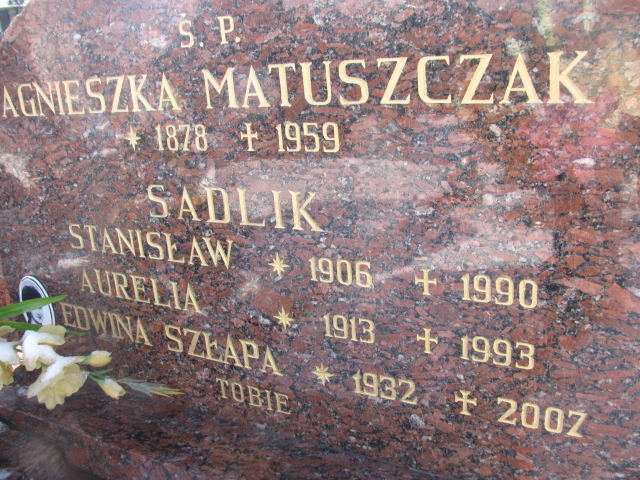 Ś. P.
AGNIESZKA MATUSZCZAK
* 1878 ✝ 1959
SADLIK
STANISŁAW * 1906 ✝ 1990
AURELIA * 1913 ✝ 1993
EDWINA SZŁAPA * 1932 ✝ 2007
TOBIE